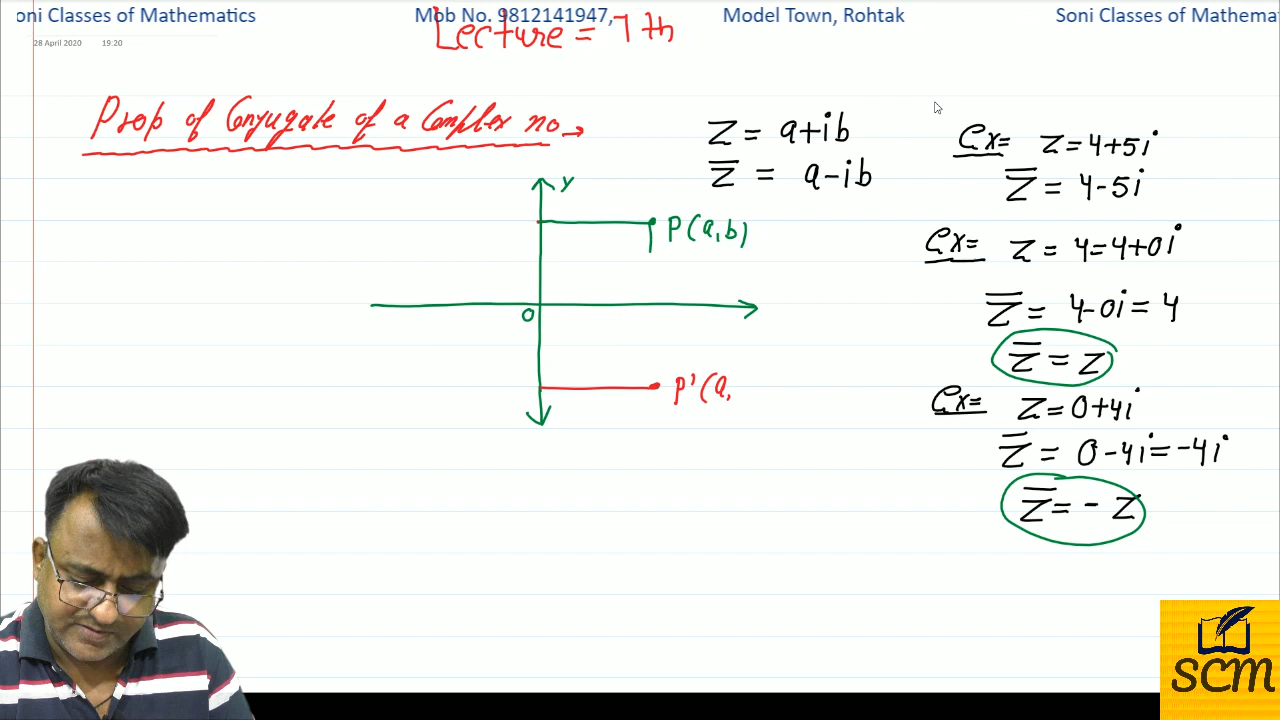 oni Classes of Mathematics Mob No. 9812141947, Model Town, Rohtak Soni Classes of Mathema
Lecture = 7th
28 April 2020 19:20
Prop of Conjugate of a Complex no →
Z = a+ib
Z̅ = a-ib
Ex= Z=4+5i
Z̅= 4-5i
Y
P(a,b)
O
P'(a,
Ex= Z= 4=4+0i
Z̅= 4-0i=4
Z̅=Z
Ex= Z=0+4i
Z̅= 0-4i=-4i
Z̅=-Z
SCM